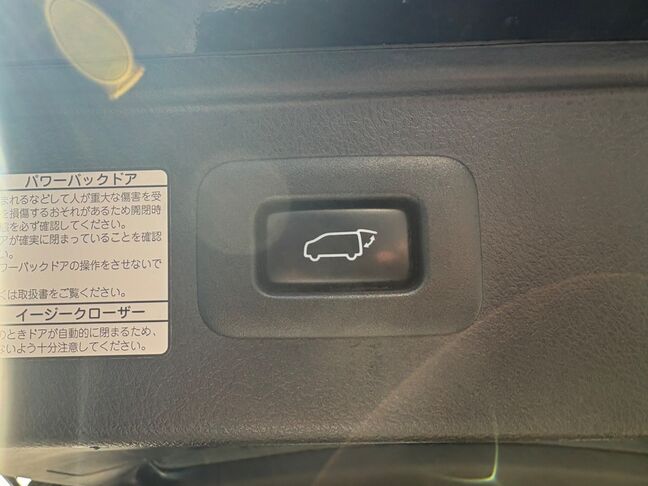 パワーバックドア
まれるなどして人が重大な傷害を受
を損傷するおそれがあるため開閉時
を必ず確認してください。
アが確実に閉まっていることを確認
い。
ワーバックドアの操作をさせないで
くは取扱書をご覧ください。
イージークローザー
のときドアが自動的に閉まるため、
ないよう十分注意してください。